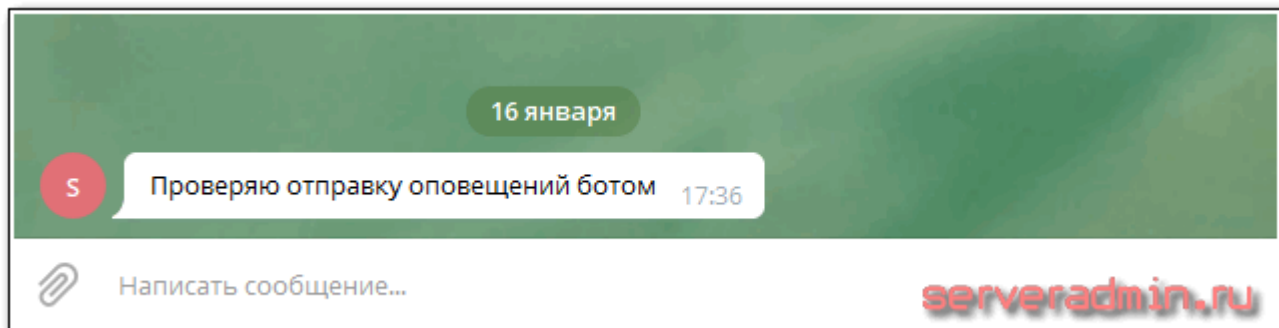 16 января
S
Проверяю отправку оповещений ботом 17:36
Написать сообщение...
serveradmin.ru